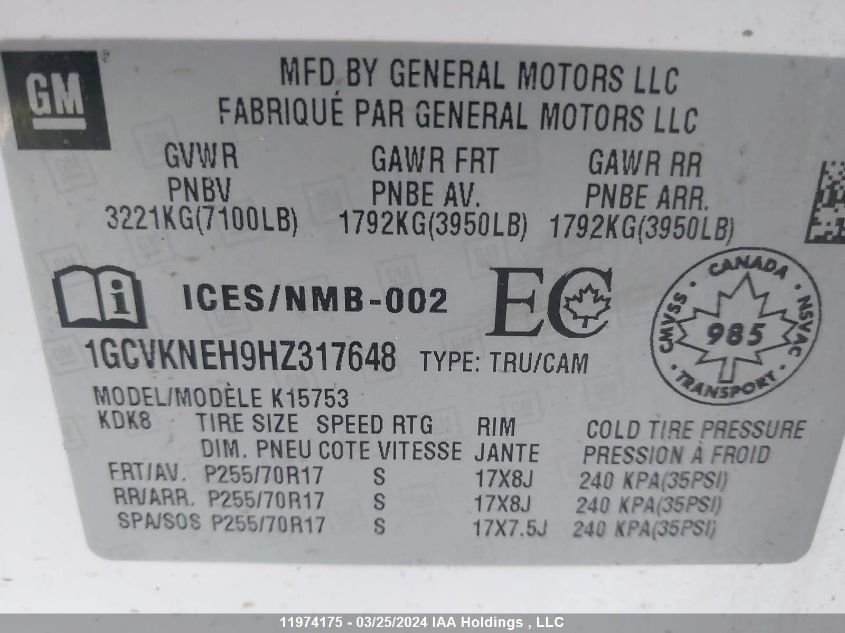 GM
MFD BY GENERAL MOTORS LLC
FABRIQUÉ PAR GENERAL MOTORS LLC
GVWR GAWR FRT GAWR RR
PNBV PNBE AV. PNBE ARR.
3221KG(7100LB) 1792KG(3950LB) 1792KG(3950LB)
i ICES/NMB-002 EC
CANADA CMVSS NSVAC 985 TRANSPORT
1GCVKNEH9HZ317648 TYPE: TRU/CAM
MODEL/MODÈLE K15753
KDK8 TIRE SIZE SPEED RTG RIM COLD TIRE PRESSURE
DIM. PNEU COTE VITESSE JANTE PRESSION À FROID
FRT/AV. P255/70R17 S 17X8J 240 KPA(35PSI)
RR/ARR. P255/70R17 S 17X8J 240 KPA(35PSI)
SPA/SOS P255/70R17 S 17X7.5J 240 KPA(35PSI)
11974175 - 03/25/2024 IAA Holdings , LLC